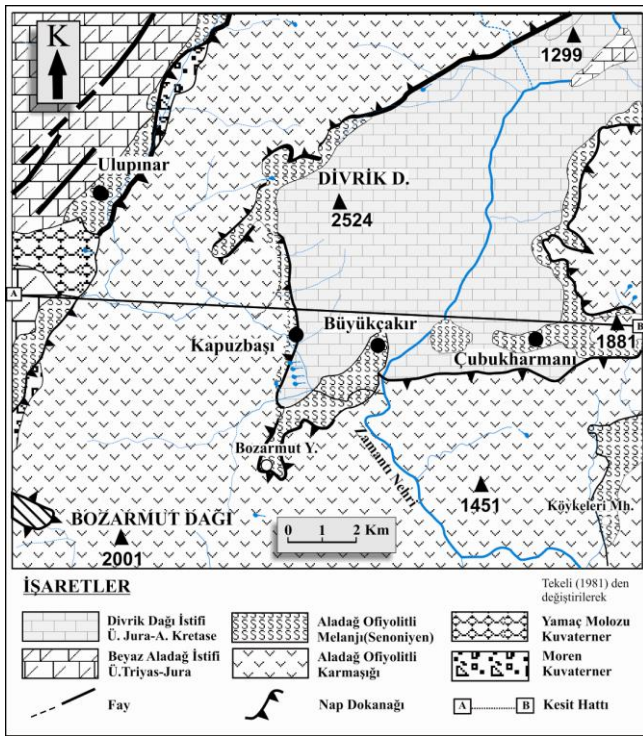 K
1299
Ulupınar
DİVRİK D.
2524
A
B
Büyükçakır
Kapuzbaşı
Çubukharmanı
1881
Bozarmut Y.
Zamantı Nehri
1451
Köykeleri Mh.
BOZARMUT DAĞI
2001
0 1 2 Km
İŞARETLER
Tekeli (1981) den
değiştirilerek
Divrik Dağı İstifi
Ü. Jura-A. Kretase
Aladağ Ofiyolitli
Melanjı(Senoniyen)
Yamaç Molozu
Kuvaterner
Beyaz Aladağ İstifi
Ü.Triyas-Jura
Aladağ Ofiyolitli
Karmaşığı
Moren
Kuvaterner
Fay
Nap Dokanağı
A B Kesit Hattı